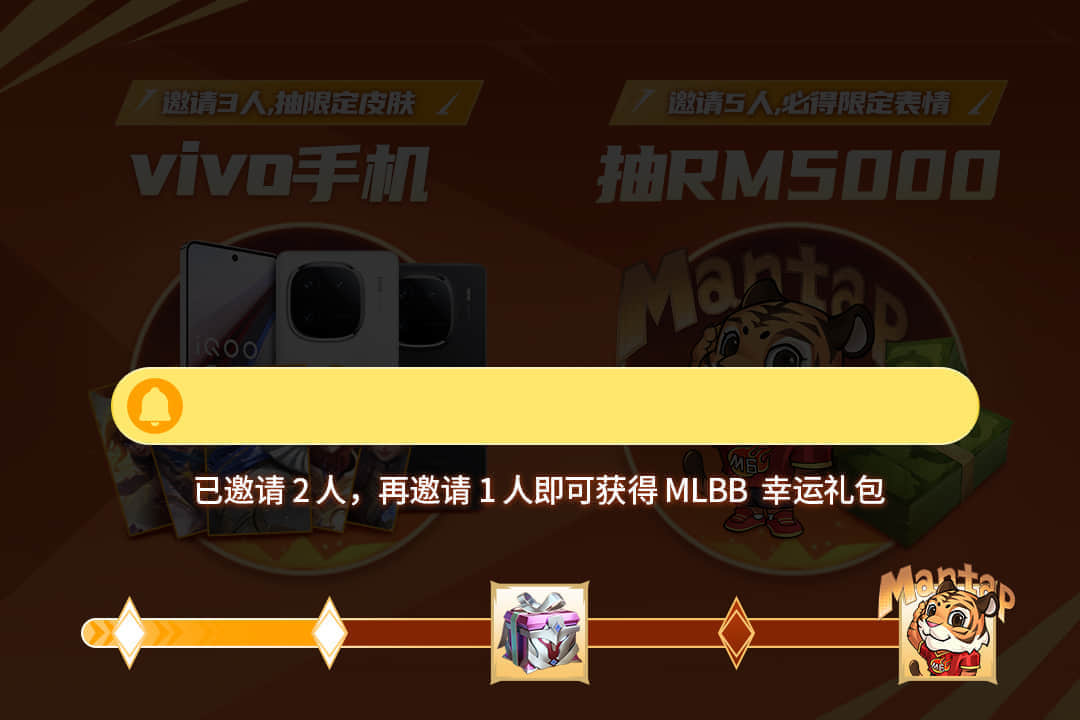 邀请3人,抽限定皮肤
邀请5人,必得限定表情
vivo手机
抽RM5000
Mantap
iQOO
已邀请 2 人，再邀请 1 人即可获得 MLBB 幸运礼包
Mantap